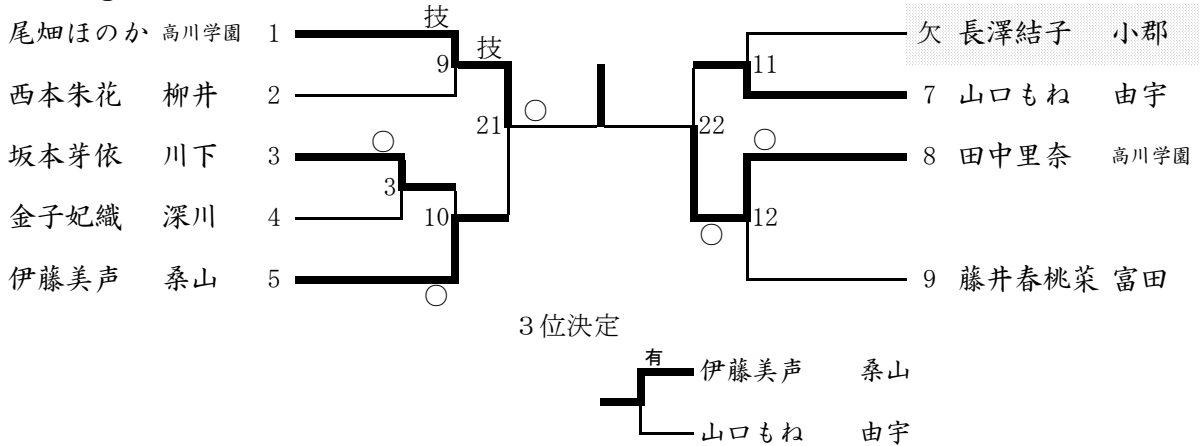 技
尾畑ほのか 高川学園 1
技
欠 長澤結子 小郡
9
11
西本朱花 柳井 2
7 山口もね 由宇
○
21
22
○
坂本芽依 川下 3
8 田中里奈 高川学園
3
金子妃織 深川 4
10
12
○
伊藤美声 桑山 5
○
9 藤井春桃菜 富田
3位決定
有
伊藤美声 桑山
山口もね 由宇